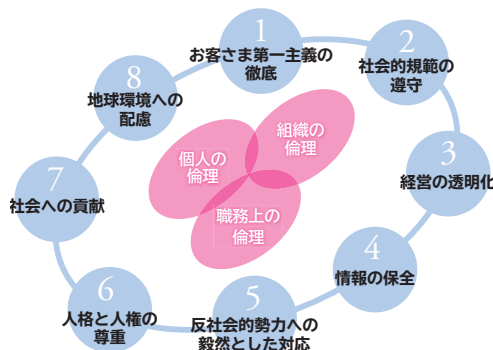 1
お客さま第一主義の
徹底
2
社会的規範の
遵守
3
経営の透明化
4
情報の保全
5
反社会的勢力への
毅然とした対応
6
人格と人権の
尊重
7
社会への貢献
8
地球環境への
配慮
個人の
倫理
組織の
倫理
職務上の
倫理